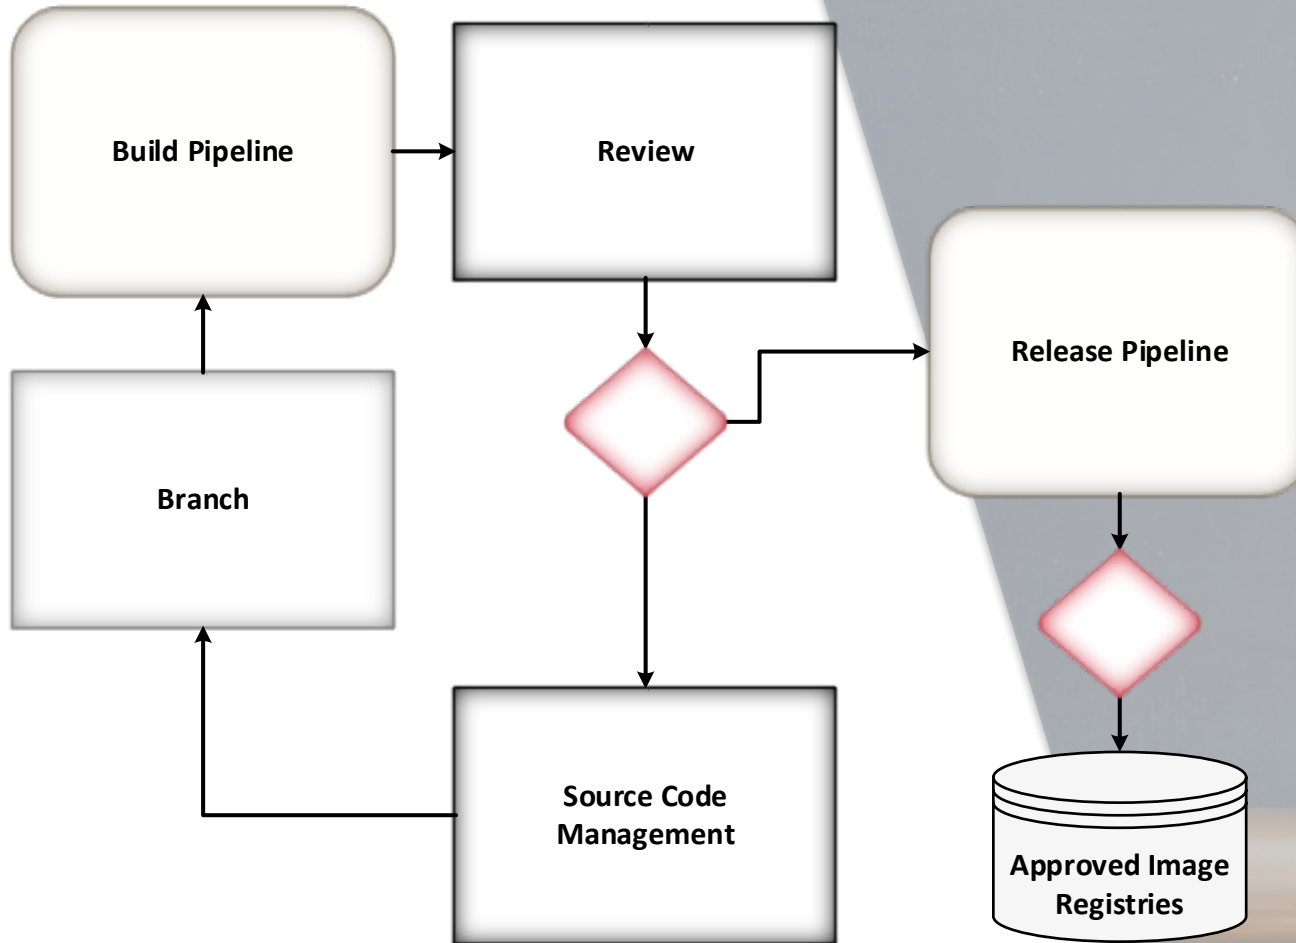 Build Pipeline
Review
Release Pipeline
Branch
Source Code
Management
Approved Image
Registries